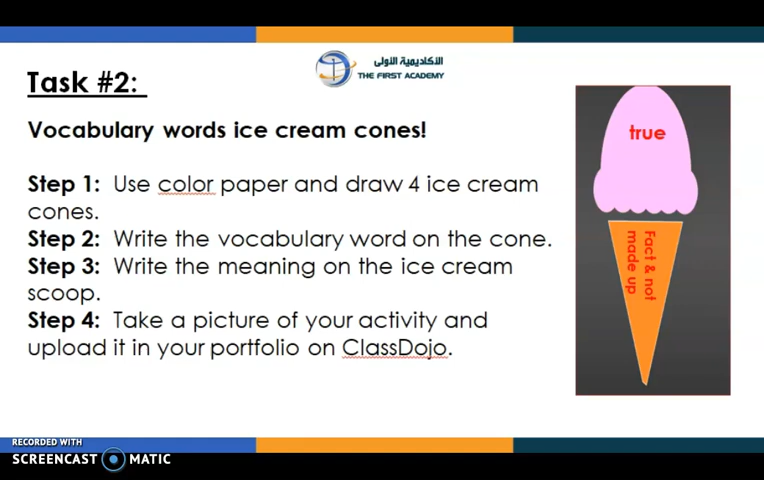 الأكاديمية الأولى
THE FIRST ACADEMY
Task #2:
Vocabulary words ice cream cones!
Step 1: Use color paper and draw 4 ice cream
cones.
Step 2: Write the vocabulary word on the cone.
Step 3: Write the meaning on the ice cream
scoop.
Step 4: Take a picture of your activity and
upload it in your portfolio on ClassDojo.
true
Fact & not
made up
RECORDED WITH
SCREENCAST MATIC